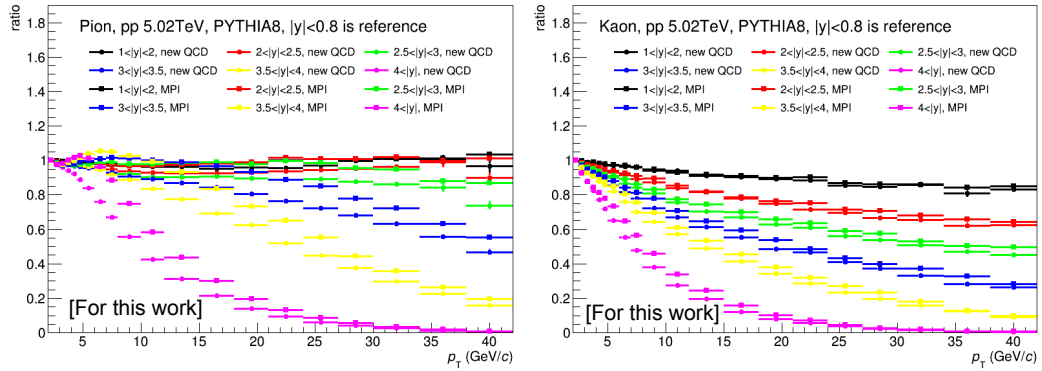 ratio
Pion, pp 5.02TeV, PYTHIA8, |y|<0.8 is reference
1<|y|<2, new QCD 2<|y|<2.5, new QCD 2.5<|y|<3, new QCD
3<|y|<3.5, new QCD 3.5<|y|<4, new QCD 4<|y|, new QCD
1<|y|<2, MPI 2<|y|<2.5, MPI 2.5<|y|<3, MPI
3<|y|<3.5, MPI 3.5<|y|<4, MPI 4<|y|, MPI
1.8
1.6
1.4
1.2
1
0.8
0.6
0.4
0.2
0
[For this work]
5 10 15 20 25 30 35 40
p_T (GeV/c)
ratio
Kaon, pp 5.02TeV, PYTHIA8, |y|<0.8 is reference
1<|y|<2, new QCD 2<|y|<2.5, new QCD 2.5<|y|<3, new QCD
3<|y|<3.5, new QCD 3.5<|y|<4, new QCD 4<|y|, new QCD
1<|y|<2, MPI 2<|y|<2.5, MPI 2.5<|y|<3, MPI
3<|y|<3.5, MPI 3.5<|y|<4, MPI 4<|y|, MPI
1.8
1.6
1.4
1.2
1
0.8
0.6
0.4
0.2
0
[For this work]
5 10 15 20 25 30 35 40
p_T (GeV/c)